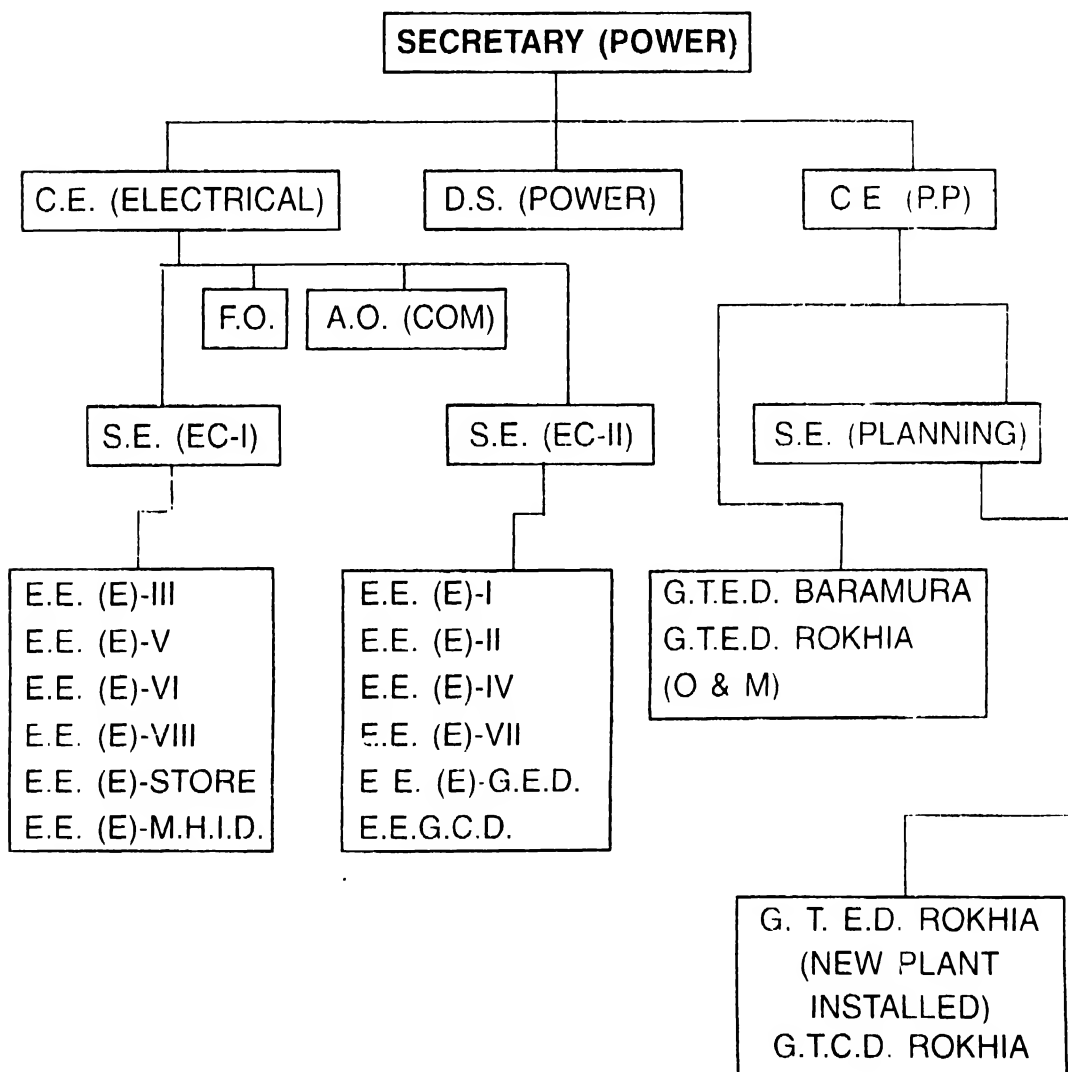 SECRETARY (POWER)
C.E. (ELECTRICAL)
D.S. (POWER)
C E (P.P)
F.O.
A.O. (COM)
S.E. (EC-I)
S.E. (EC-II)
S.E. (PLANNING)
E.E. (E)-III
E.E. (E)-V
E.E. (E)-VI
E.E. (E)-VIII
E.E. (E)-STORE
E.E. (E)-M.H.I.D.
E.E. (E)-I
E.E. (E)-II
E.E. (E)-IV
E.E. (E)-VII
E E. (E)-G.E.D.
E.E.G.C.D.
G.T.E.D. BARAMURA
G.T.E.D. ROKHIA
(O & M)
G. T. E.D. ROKHIA
(NEW PLANT
INSTALLED)
G.T.C.D. ROKHIA